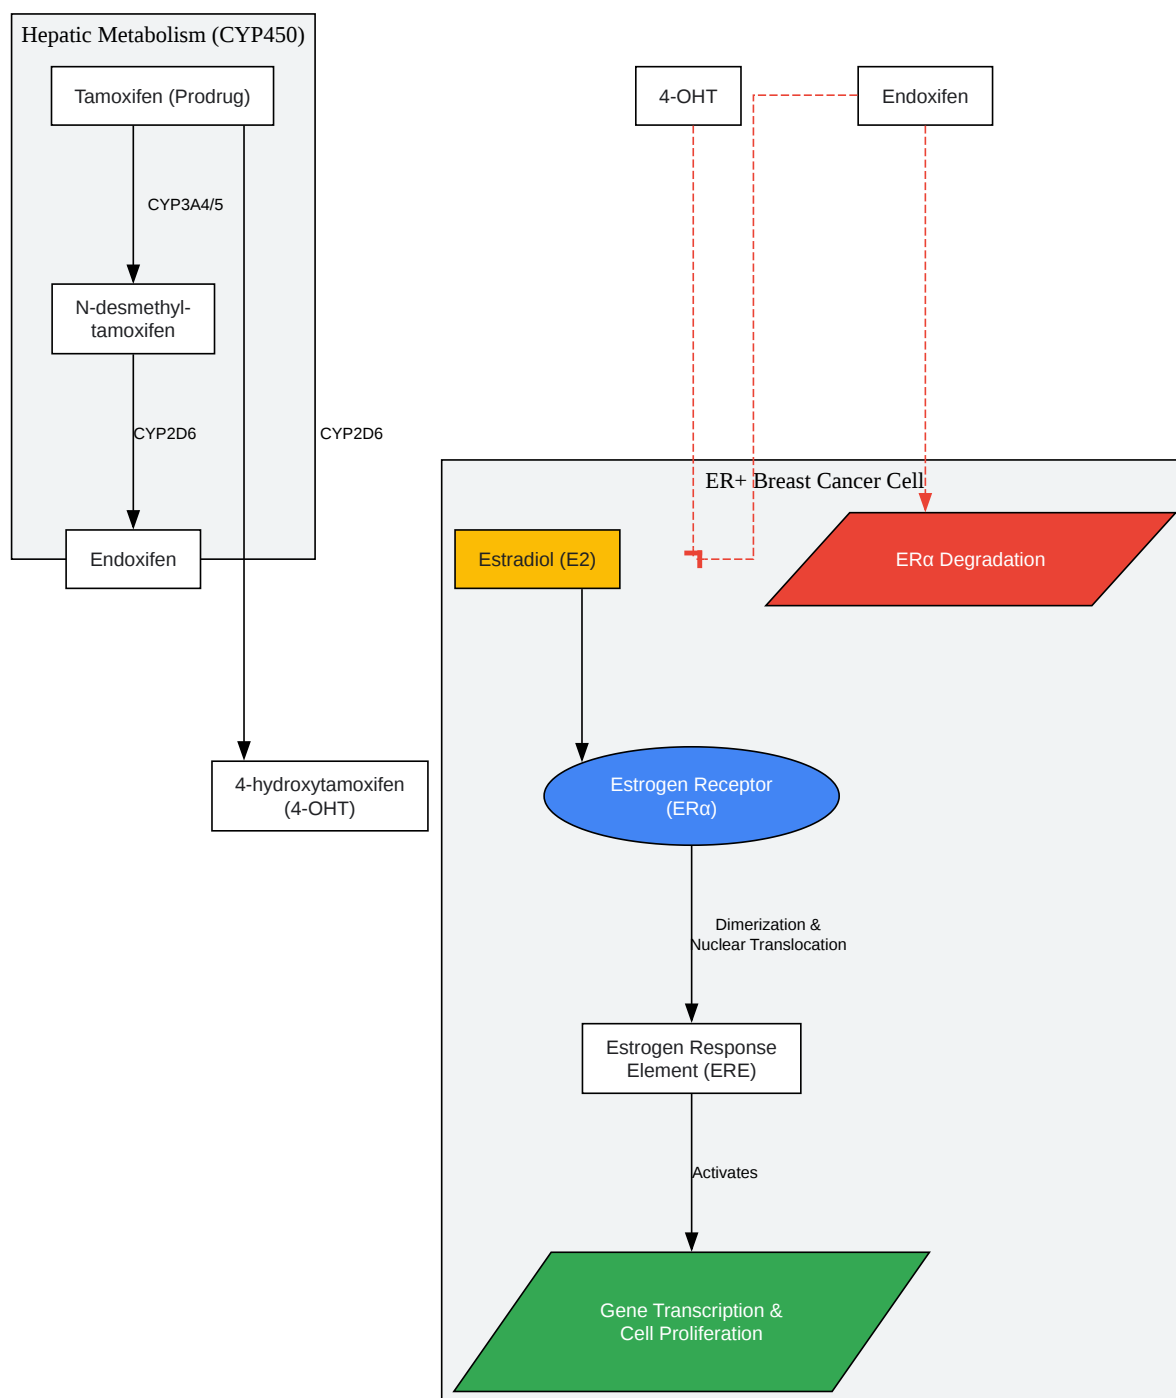 Hepatic Metabolism (CYP450)
Tamoxifen (Prodrug)
4-OHT
Endoxifen
CYP3A4/5
N-desmethyl-
tamoxifen
CYP2D6
CYP2D6
ER+ Breast Cancer Cell
Endoxifen
Estradiol (E2)
ERα Degradation
4-hydroxytamoxifen
(4-OHT)
Estrogen Receptor
(ERα)
Dimerization &
Nuclear Translocation
Estrogen Response
Element (ERE)
Activates
Gene Transcription &
Cell Proliferation